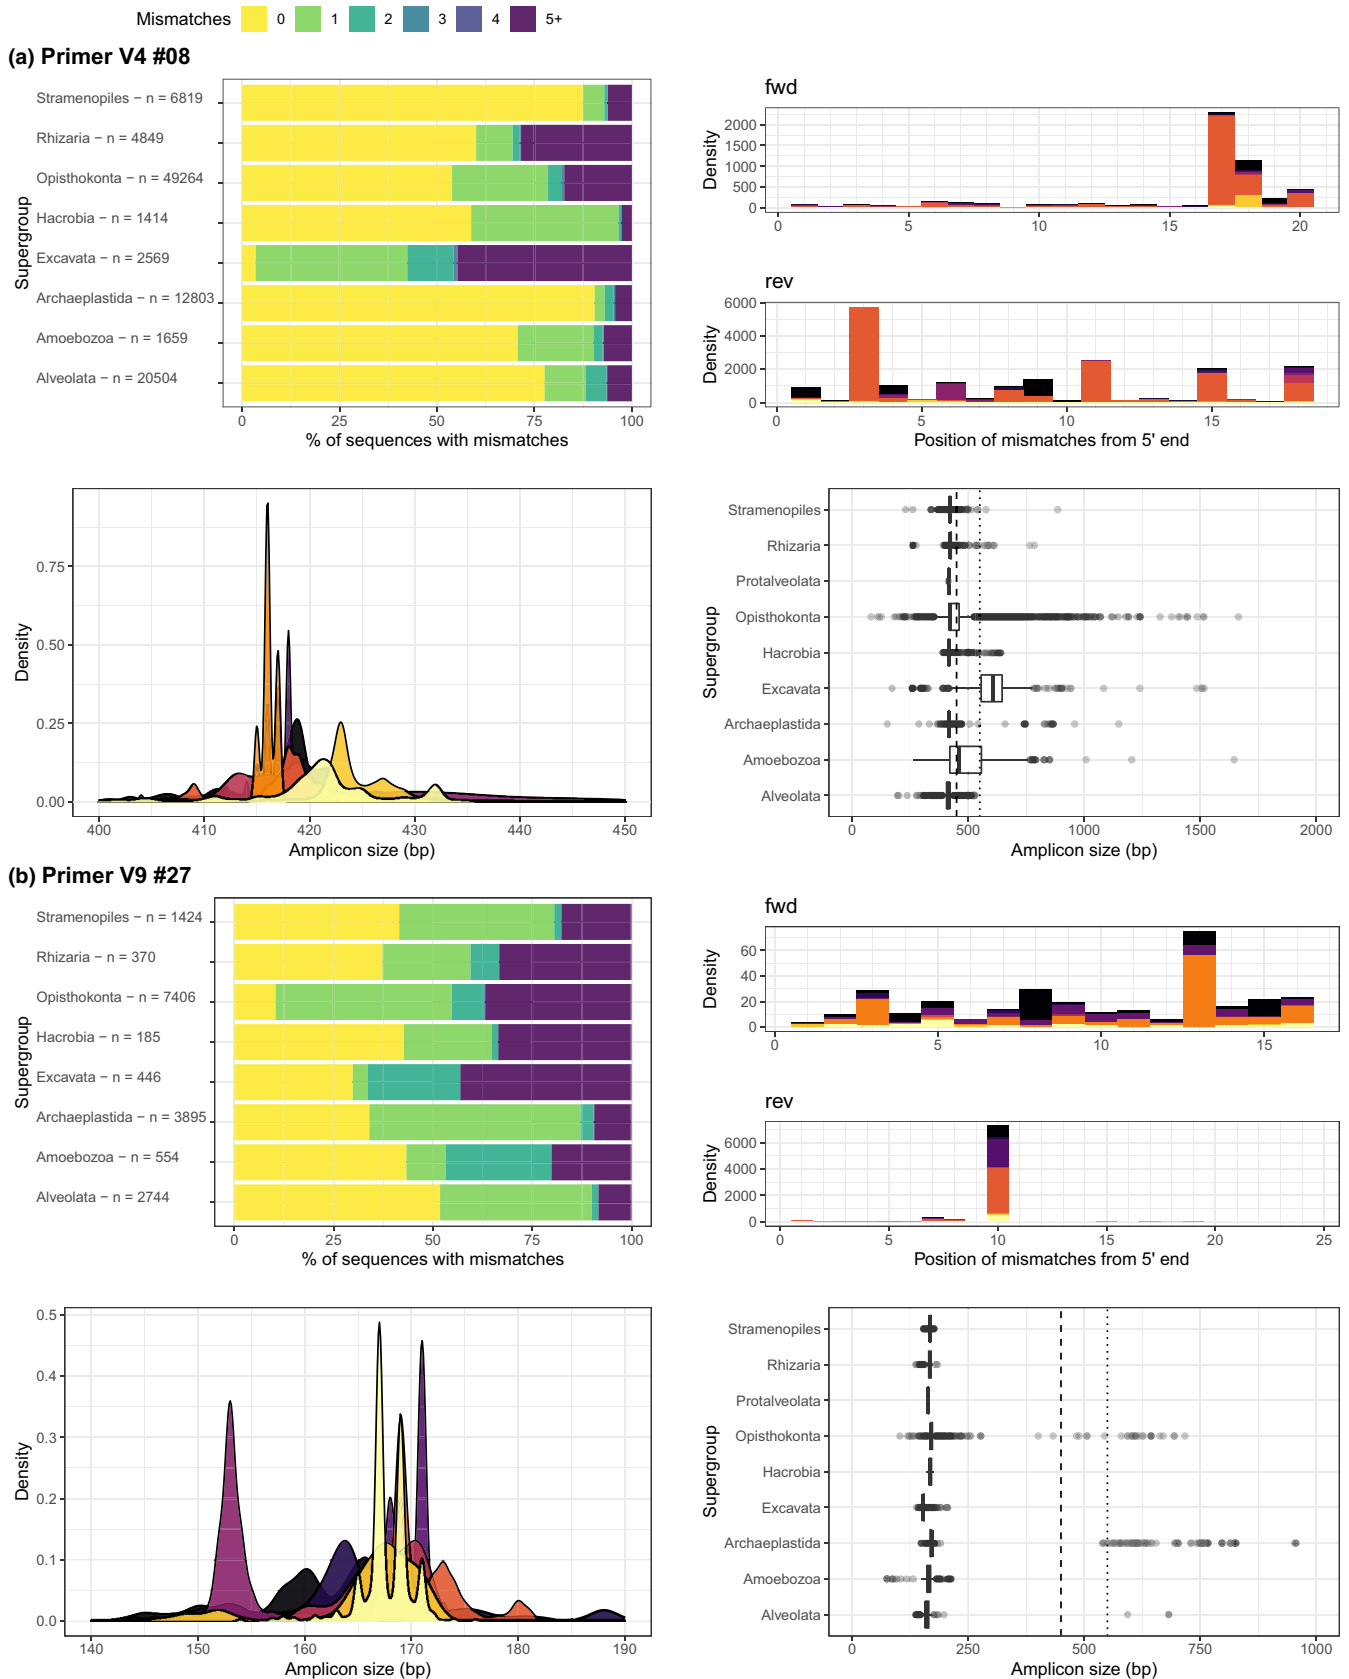 Mismatches 0 1 2 3 4 5+
(a) Primer V4 #08
Supergroup
Stramenopiles − n = 6819
Rhizaria − n = 4849
Opisthokonta − n = 49264
Hacrobia − n = 1414
Excavata − n = 2569
Archaeplastida − n = 12803
Amoebozoa − n = 1659
Alveolata − n = 20504
0 25 50 75 100
% of sequences with mismatches
fwd
Density
2000
1500
1000
500
0
0 5 10 15 20
rev
Density
6000
4000
2000
0
0 5 10 15
Position of mismatches from 5' end
Density
0.75
0.50
0.25
0.00
400 410 420 430 440 450
Amplicon size (bp)
Supergroup
Stramenopiles
Rhizaria
Protalveolata
Opisthokonta
Hacrobia
Excavata
Archaeplastida
Amoebozoa
Alveolata
0 500 1000 1500 2000
Amplicon size (bp)
(b) Primer V9 #27
Supergroup
Stramenopiles − n = 1424
Rhizaria − n = 370
Opisthokonta − n = 7406
Hacrobia − n = 185
Excavata − n = 446
Archaeplastida − n = 3895
Amoebozoa − n = 554
Alveolata − n = 2744
0 25 50 75 100
% of sequences with mismatches
fwd
Density
60
40
20
0
0 5 10 15
rev
Density
6000
4000
2000
0
0 5 10 15 20 25
Position of mismatches from 5' end
Density
0.5
0.4
0.3
0.2
0.1
0.0
140 150 160 170 180 190
Amplicon size (bp)
Supergroup
Stramenopiles
Rhizaria
Protalveolata
Opisthokonta
Hacrobia
Excavata
Archaeplastida
Amoebozoa
Alveolata
0 250 500 750 1000
Amplicon size (bp)